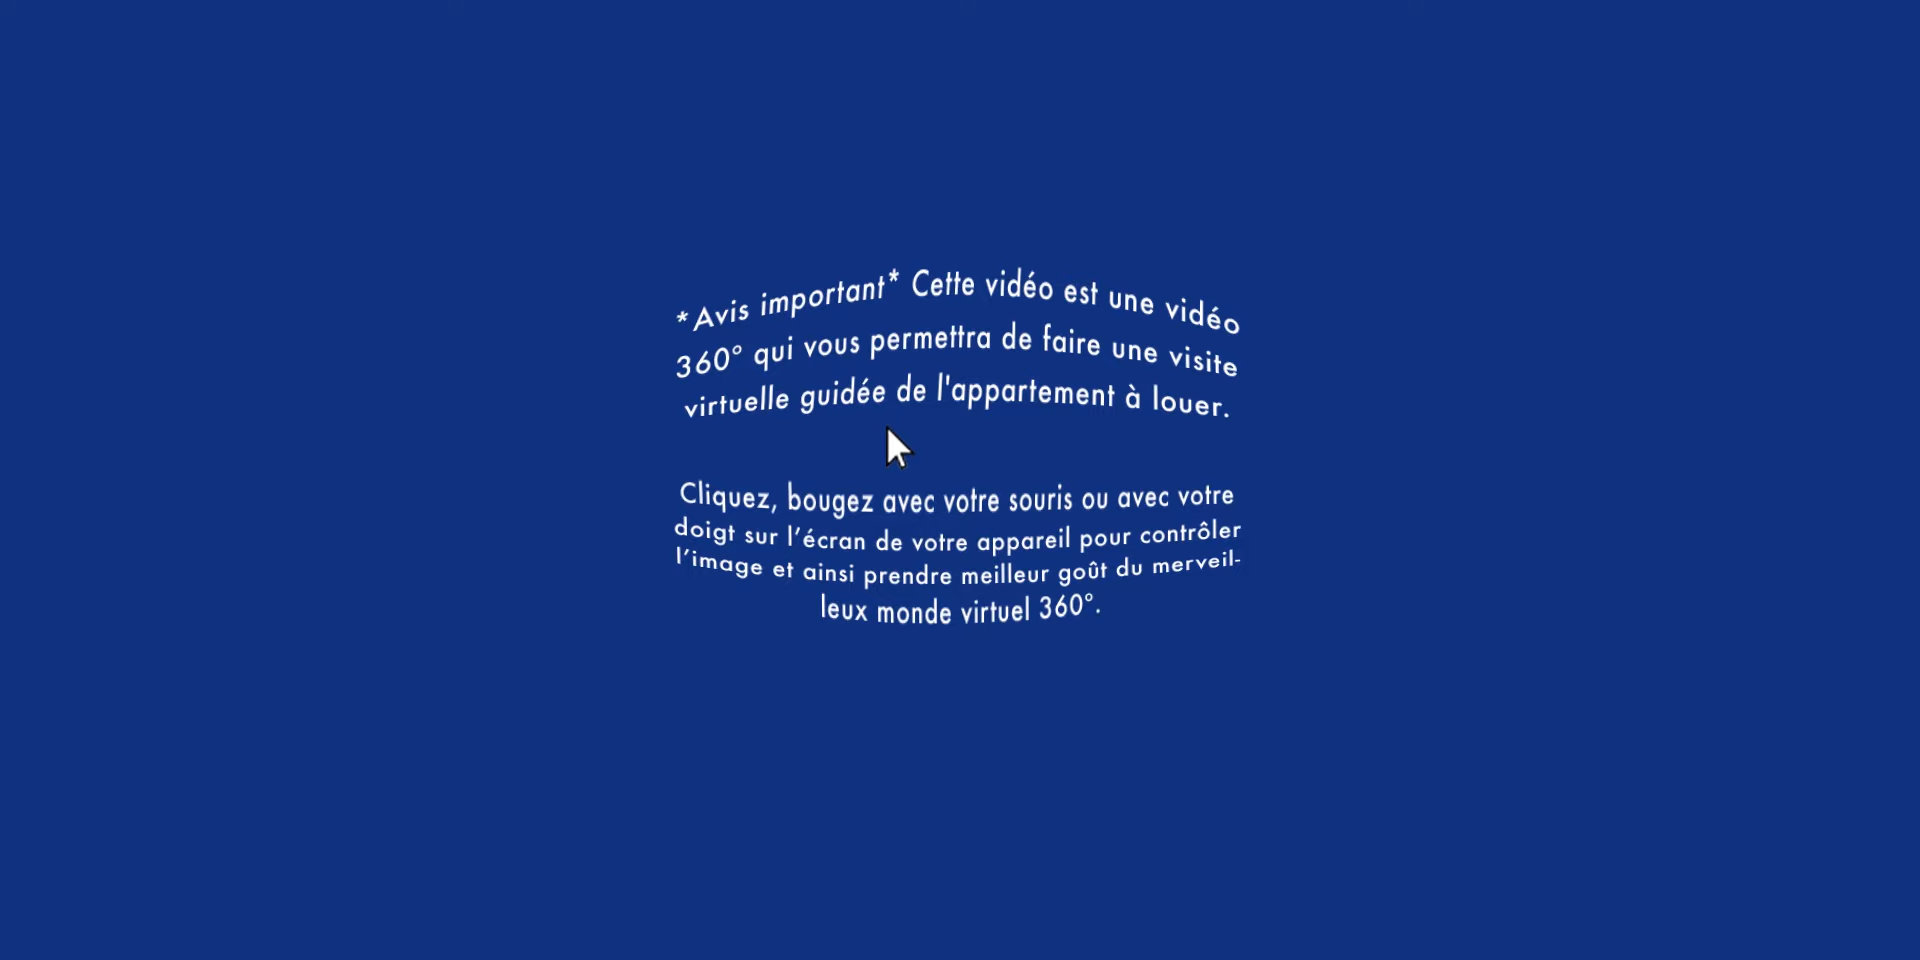 *Avis important* Cette vidéo est une vidéo
360° qui vous permettra de faire une visite
virtuelle guidée de l'appartement à louer.
Cliquez, bougez avec votre souris ou avec votre
doigt sur l’écran de votre appareil pour contrôler
l’image et ainsi prendre meilleur goût du merveil-
leux monde virtuel 360°.